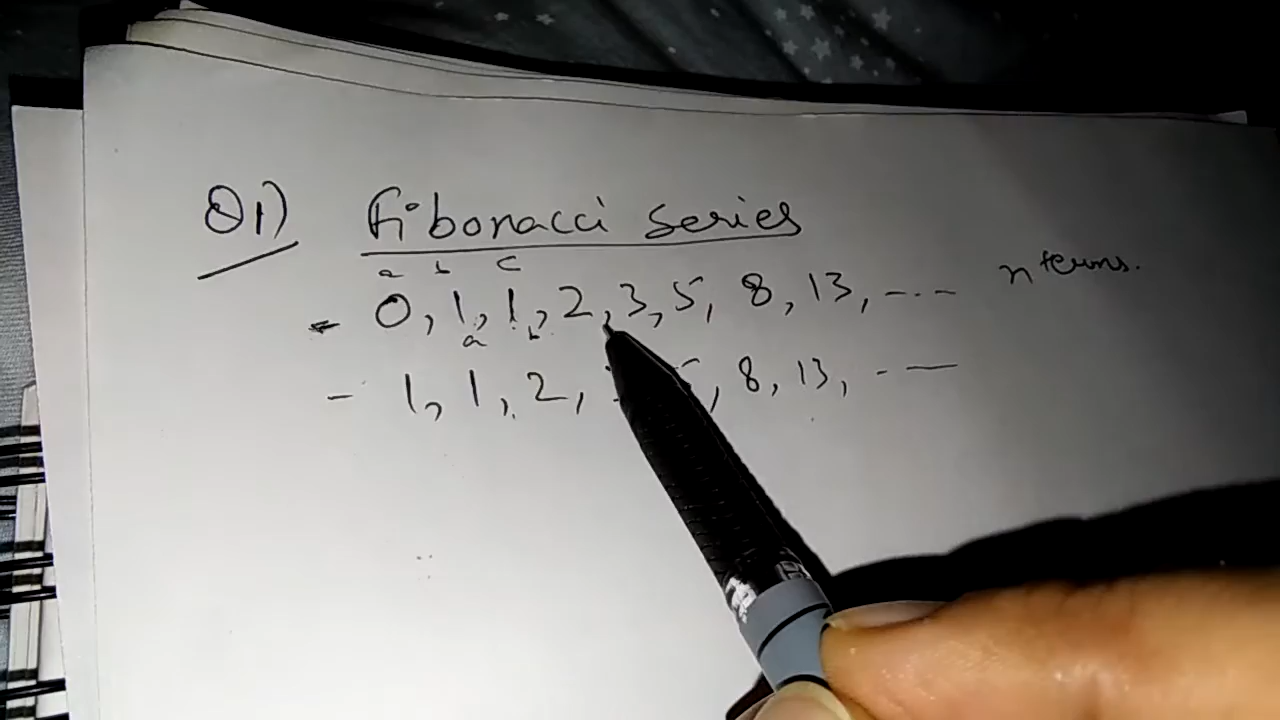 Q1) Fibonacci Series
a b c
- 0, 1, 1, 2, 3, 5, 8, 13, ---- n terms.
a b
- 1, 1, 2, 8, 13, - —